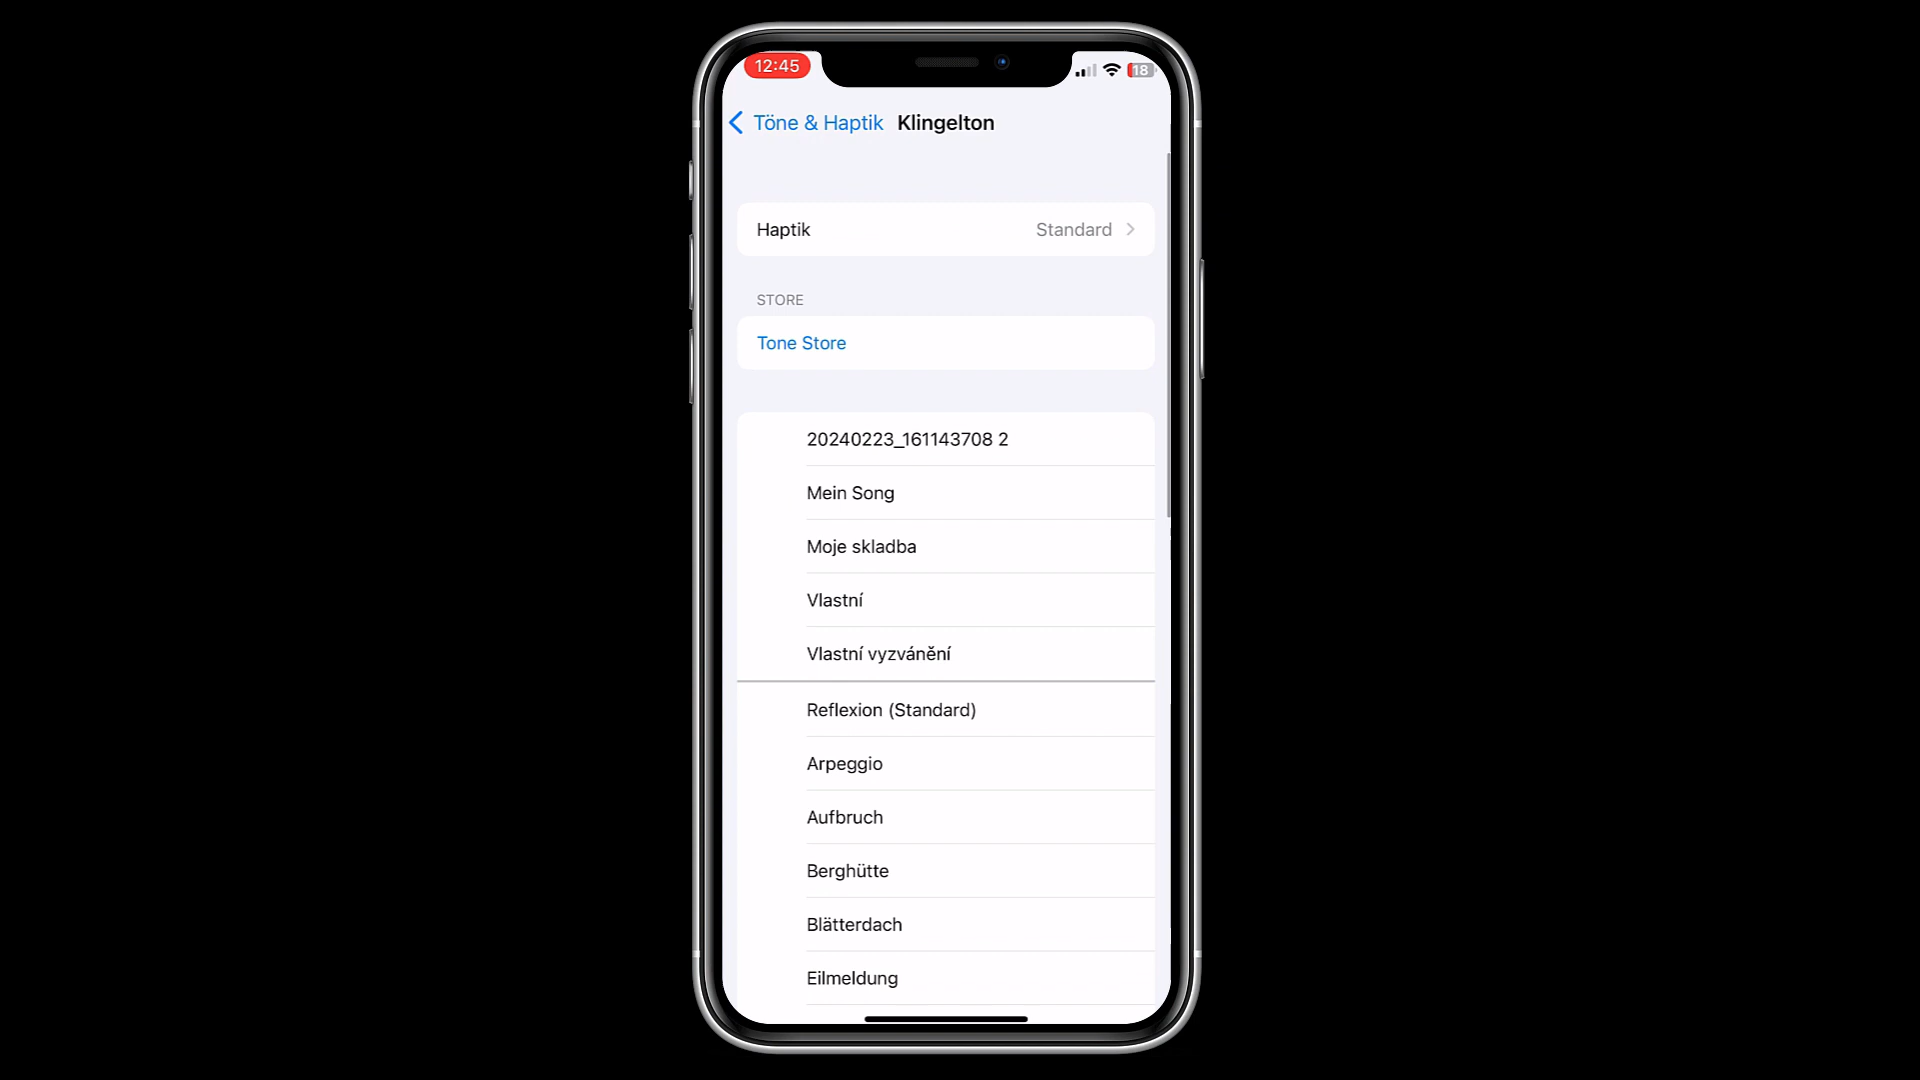 12:45
18
Töne & Haptik Klingelton
Haptik Standard
STORE
Tone Store
20240223_161143708 2
Mein Song
Moje skladba
Vlastní
Vlastní vyzvánění
Reflexion (Standard)
Arpeggio
Aufbruch
Berghütte
Blätterdach
Eilmeldung